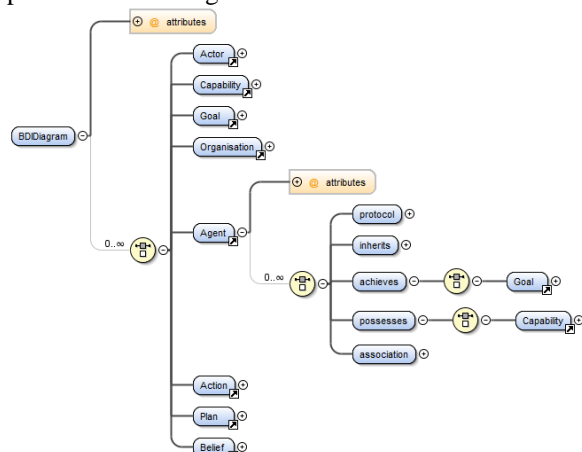 @ attributes
Actor
Capability
Goal
BDIDiagram
Organisation
@ attributes
Agent
protocol
0..∞
inherits
0..∞
achieves
Goal
possesses
Capability
association
Action
Plan
Belief